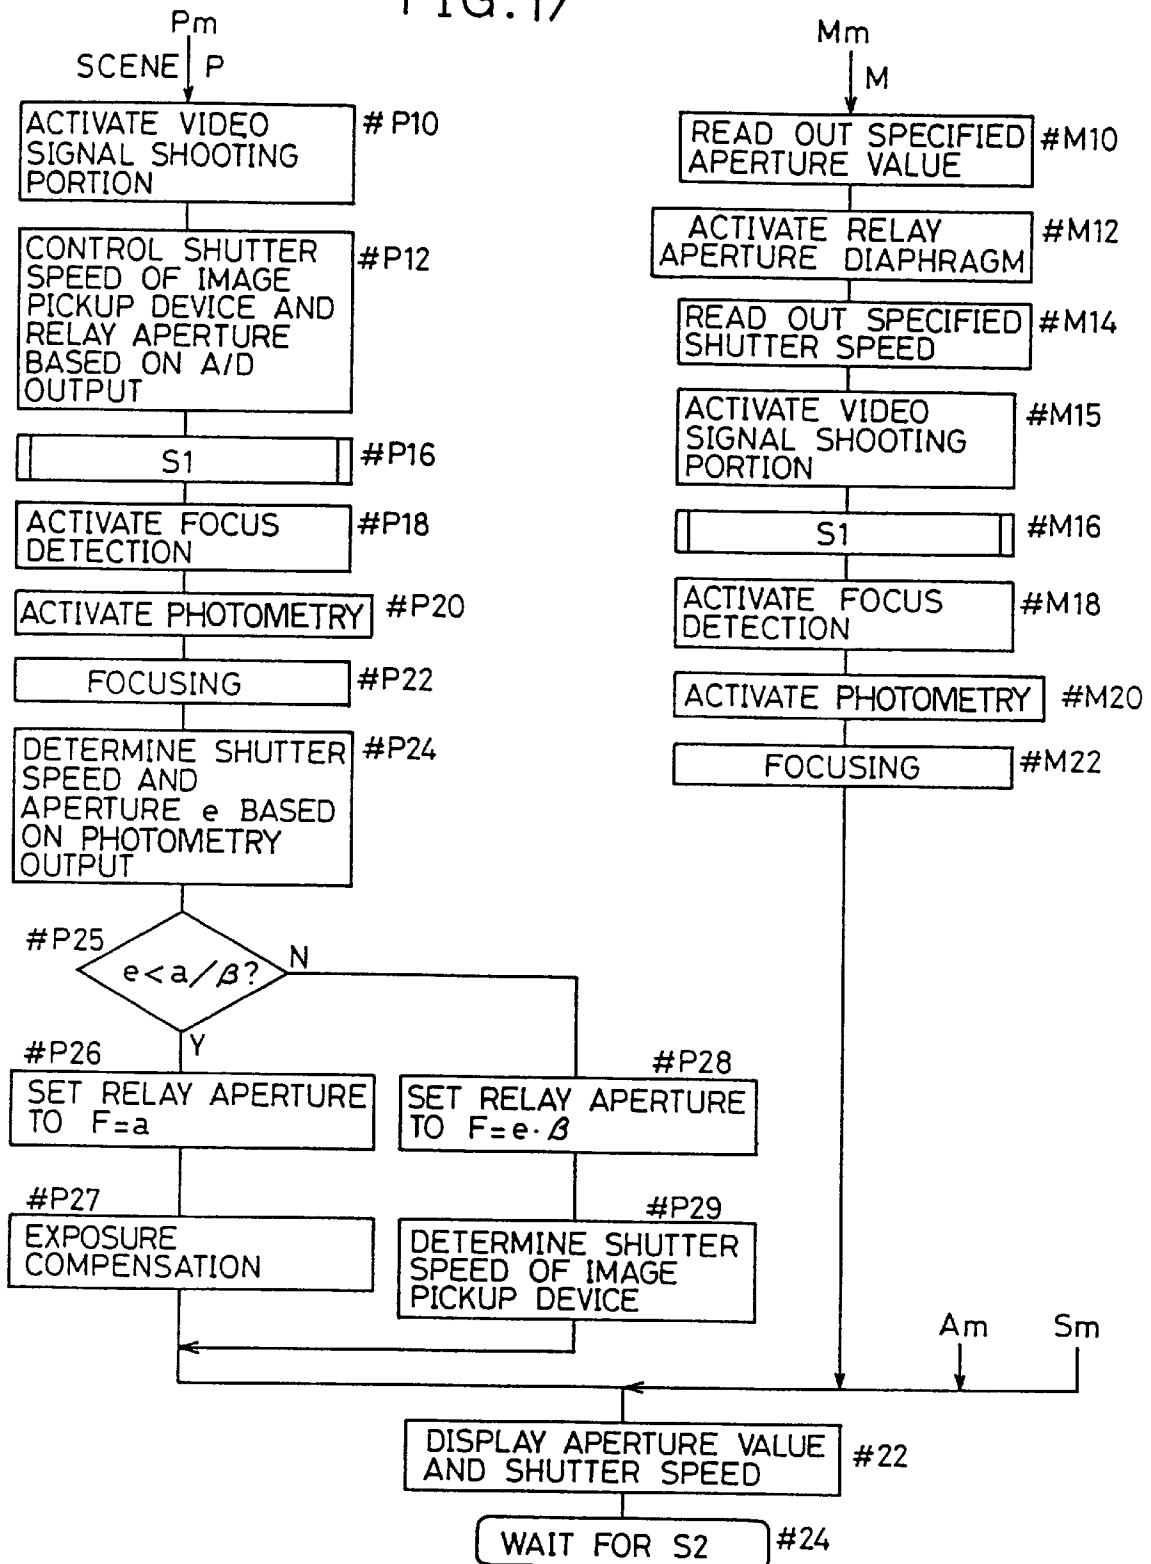 FIG. 17
Pm
SCENE P
ACTIVATE VIDEO
SIGNAL SHOOTING
PORTION
#P10
CONTROL SHUTTER
SPEED OF IMAGE
PICKUP DEVICE AND
RELAY APERTURE
BASED ON A/D
OUTPUT
#P12
S1
#P16
ACTIVATE FOCUS
DETECTION
#P18
ACTIVATE PHOTOMETRY
#P20
FOCUSING
#P22
DETERMINE SHUTTER
SPEED AND
APERTURE e BASED
ON PHOTOMETRY
OUTPUT
#P24
#P25
e<a/β?
N
Y
#P26
SET RELAY APERTURE
TO F=a
#P27
EXPOSURE
COMPENSATION
#P28
SET RELAY APERTURE
TO F=e·β
#P29
DETERMINE SHUTTER
SPEED OF IMAGE
PICKUP DEVICE
Mm
M
READ OUT SPECIFIED
APERTURE VALUE
#M10
ACTIVATE RELAY
APERTURE DIAPHRAGM
#M12
READ OUT SPECIFIED
SHUTTER SPEED
#M14
ACTIVATE VIDEO
SIGNAL SHOOTING
PORTION
#M15
S1
#M16
ACTIVATE FOCUS
DETECTION
#M18
ACTIVATE PHOTOMETRY
#M20
FOCUSING
#M22
Am
Sm
DISPLAY APERTURE VALUE
AND SHUTTER SPEED
#22
WAIT FOR S2
#24